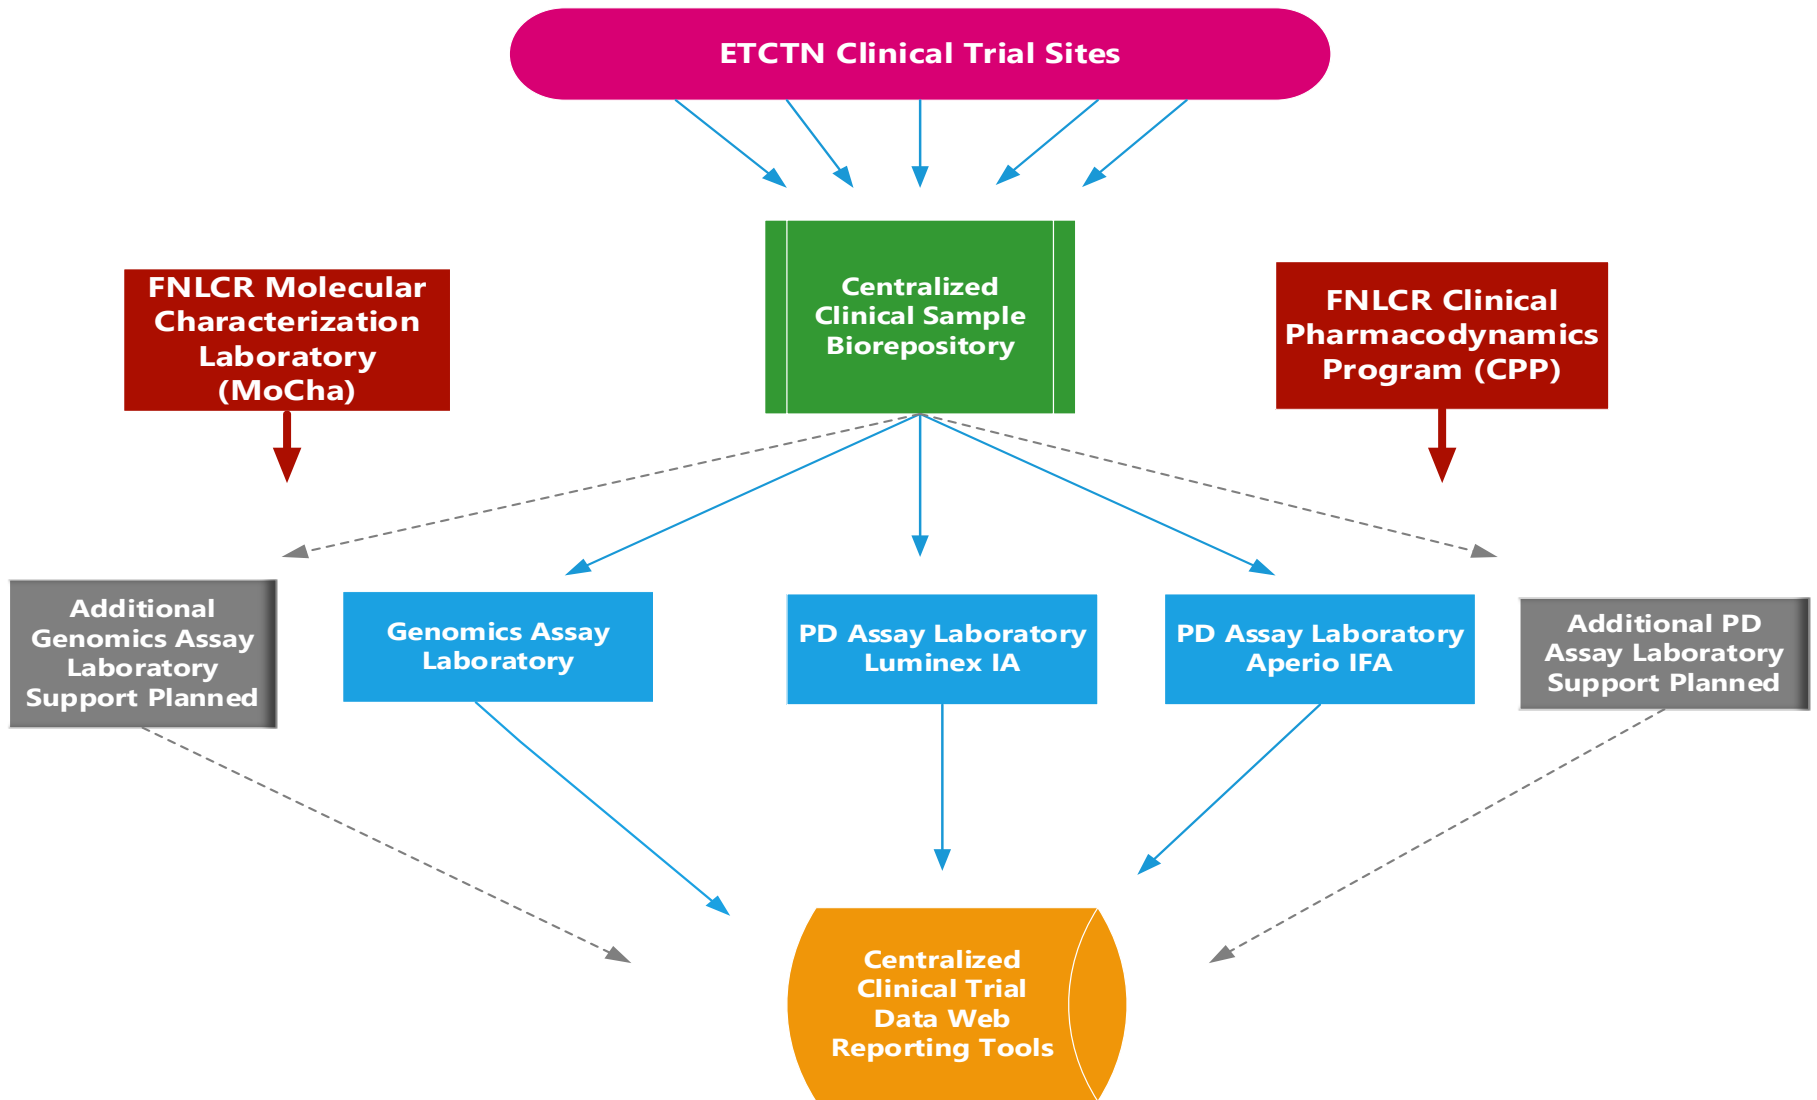 ETCTN Clinical Trial Sites
FNLCR Molecular
Characterization
Laboratory
(MoCha)
Centralized
Clinical Sample
Biorepository
FNLCR Clinical
Pharmacodynamics
Program (CPP)
Additional
Genomics Assay
Laboratory
Support Planned
Genomics Assay
Laboratory
PD Assay Laboratory
Luminex IA
PD Assay Laboratory
Aperio IFA
Additional PD
Assay Laboratory
Support Planned
Centralized
Clinical Trial
Data Web
Reporting Tools